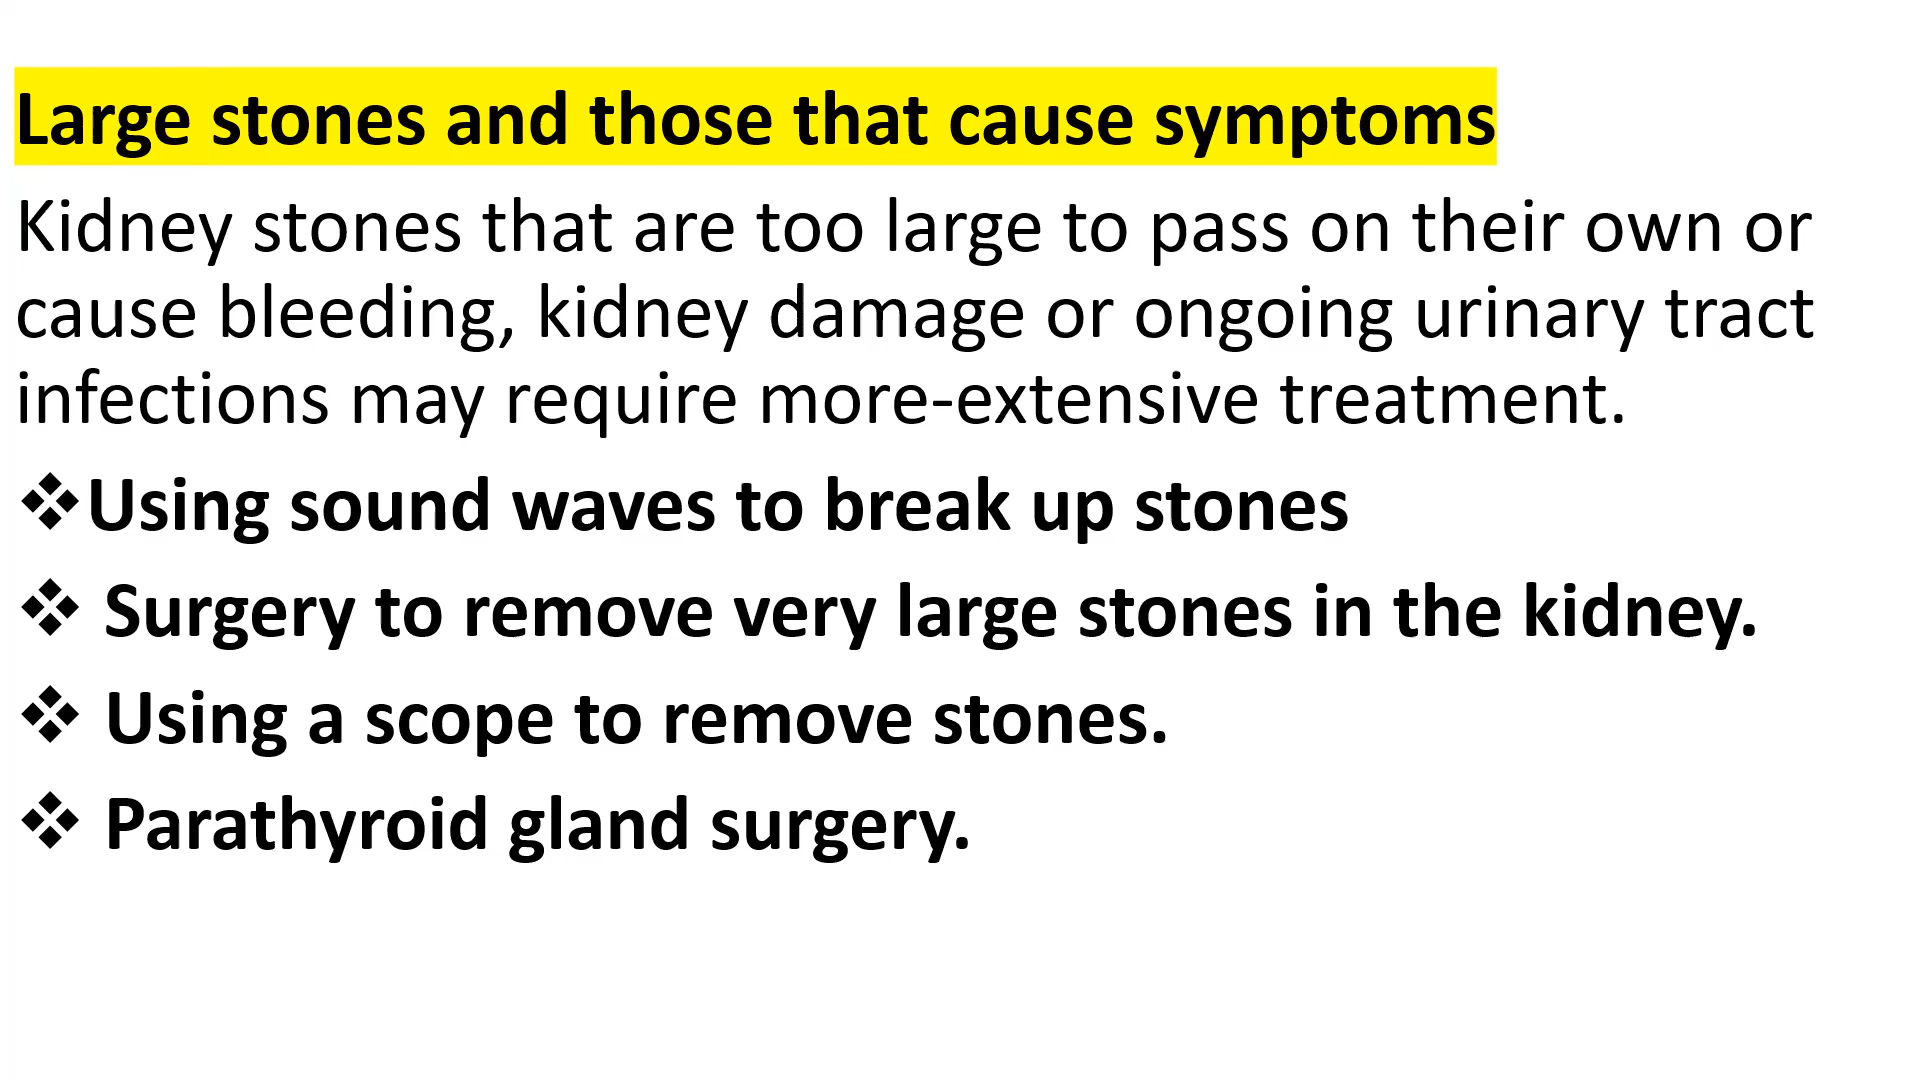 Large stones and those that cause symptoms
Kidney stones that are too large to pass on their own or
cause bleeding, kidney damage or ongoing urinary tract
infections may require more-extensive treatment.
❖Using sound waves to break up stones
❖ Surgery to remove very large stones in the kidney.
❖ Using a scope to remove stones.
❖ Parathyroid gland surgery.